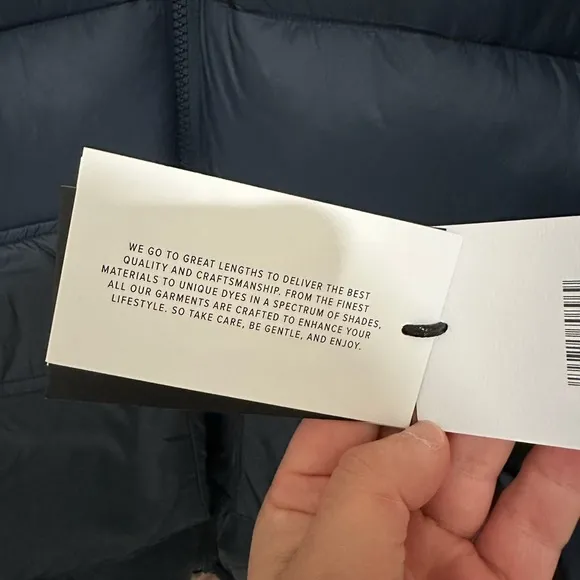 WE GO TO GREAT LENGTHS TO DELIVER THE BEST
QUALITY AND CRAFTSMANSHIP. FROM THE FINEST
MATERIALS TO UNIQUE DYES IN A SPECTRUM OF SHADES,
ALL OUR GARMENTS ARE CRAFTED TO ENHANCE YOUR
LIFESTYLE. SO TAKE CARE, BE GENTLE, AND ENJOY.